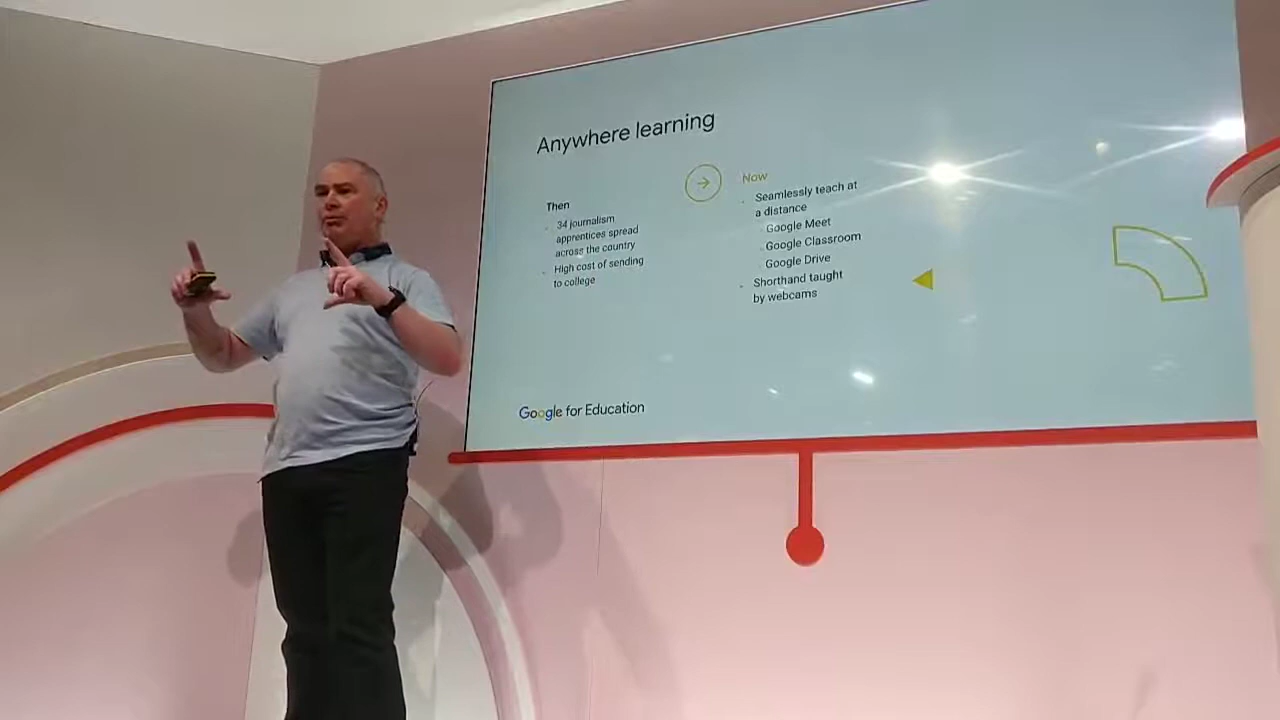 Anywhere learning
Then
34 journalism
apprentices spread
across the country
High cost of sending
to college
Now
Seamlessly teach at
a distance
Google Meet
Google Classroom
Google Drive
Shorthand taught
by webcams
Google for Education